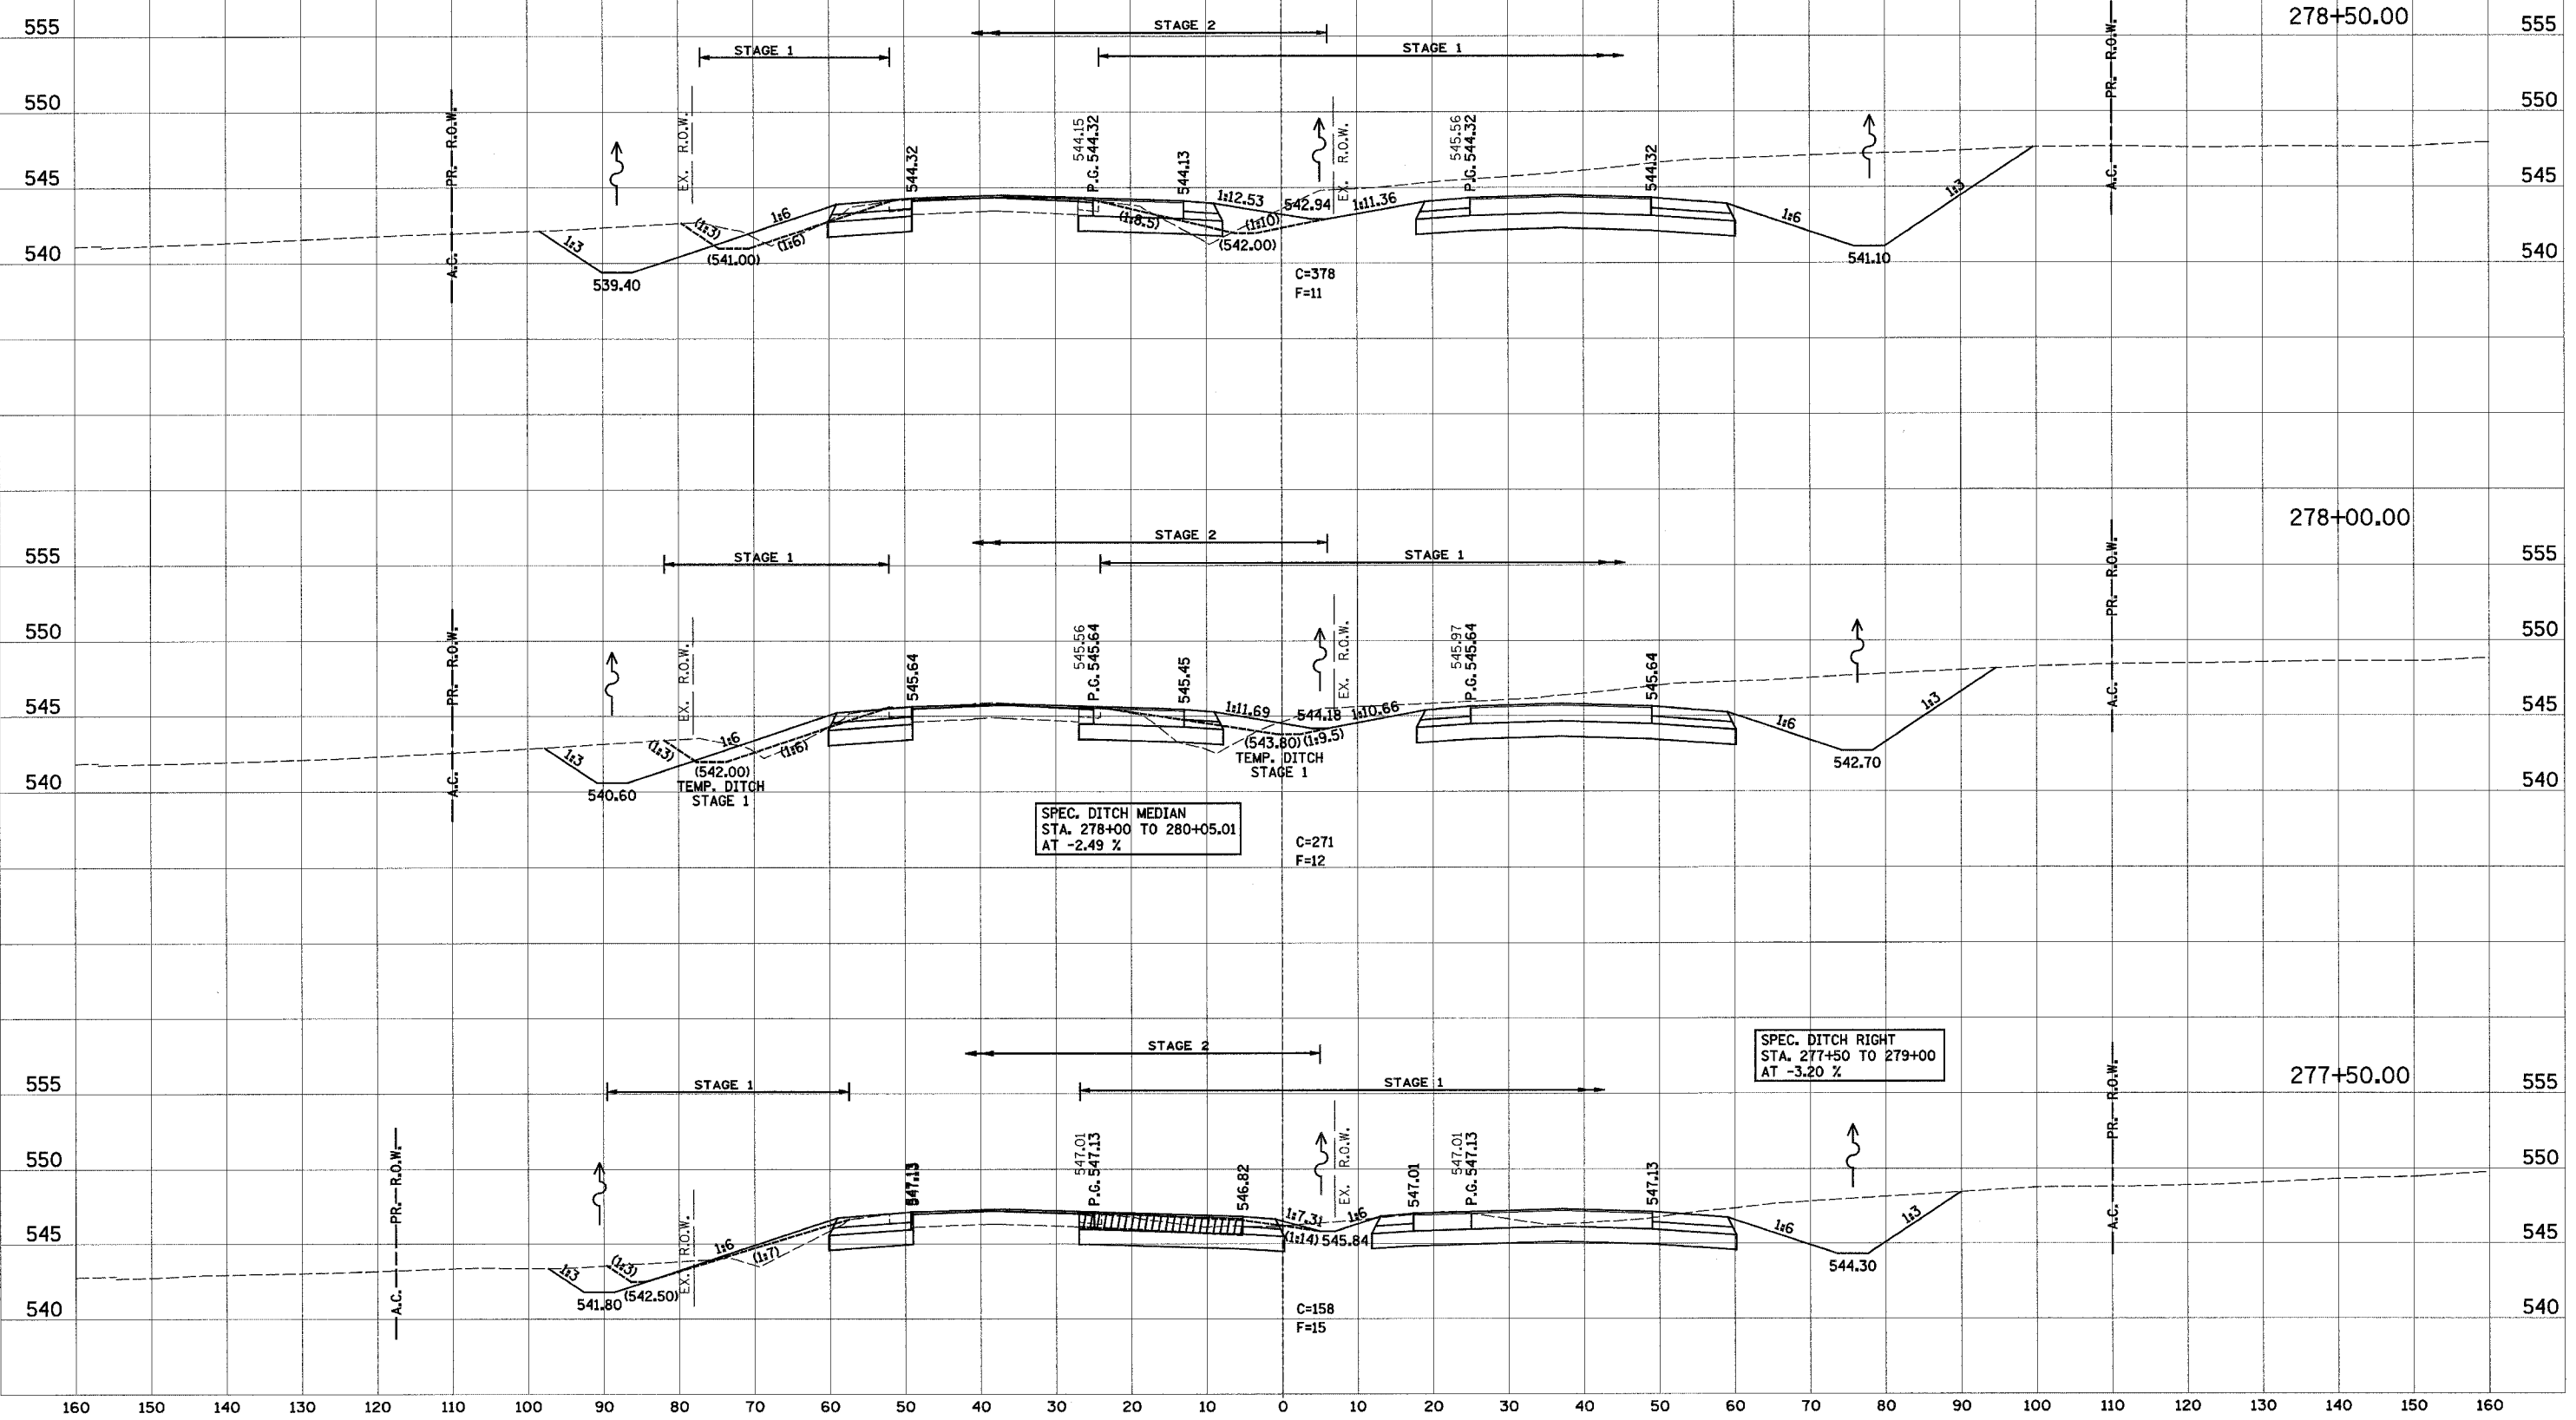 278+50.00
555
555
STAGE 2
STAGE 1
STAGE 1
550
550
A.C. PR. R.O.W.
EX. R.O.W.
544.32
544.15
P.G. 544.32
544.13
EX. R.O.W.
545.56
P.G. 544.32
544.32
A.C. PR. R.O.W.
545
545
1:3
(1:3)
1:6
(1:6)
(1:8.5)
1:12.53
(1:10)
542.94
1:11.36
1:6
1:3
540
540
539.40
(541.00)
(542.00)
541.10
C=378
F=11
278+00.00
STAGE 2
STAGE 1
STAGE 1
555
555
550
550
A.C. PR. R.O.W.
EX. R.O.W.
545.64
545.56
P.G. 545.64
545.45
EX. R.O.W.
545.97
P.G. 545.64
545.64
A.C. PR. R.O.W.
545
545
1:3
(1:3)
1:6
(1:6)
1:11.69
544.18
1:10.66
1:6
1:3
(543.80)
(1:9.5)
TEMP. DITCH
STAGE 1
540
540
540.60
(542.00)
TEMP. DITCH
STAGE 1
542.70
SPEC. DITCH MEDIAN
STA. 278+00 TO 280+05.01
AT -2.49 %
C=271
F=12
SPEC. DITCH RIGHT
STA. 277+50 TO 279+00
AT -3.20 %
277+50.00
STAGE 2
STAGE 1
STAGE 1
555
555
550
550
A.C. PR. R.O.W.
EX. R.O.W.
547.13
547.01
P.G. 547.13
546.82
EX. R.O.W.
547.01
547.01
P.G. 547.13
547.13
A.C. PR. R.O.W.
545
545
1:3
(1:3)
1:6
(1:7)
1:7.31
1:6
(1:14)
545.84
1:6
1:3
541.80
(542.50)
544.30
540
540
C=158
F=15
160 150 140 130 120 110 100 90 80 70 60 50 40 30 20 10 0 10 20 30 40 50 60 70 80 90 100 110 120 130 140 150 160